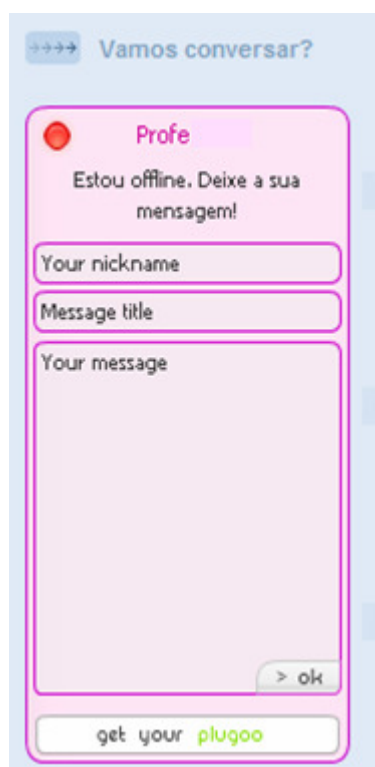 →→→→ Vamos conversar?
Profe
Estou offline. Deixe a sua
mensagem!
Your nickname
Message title
Your message
> ok
get your plugoo